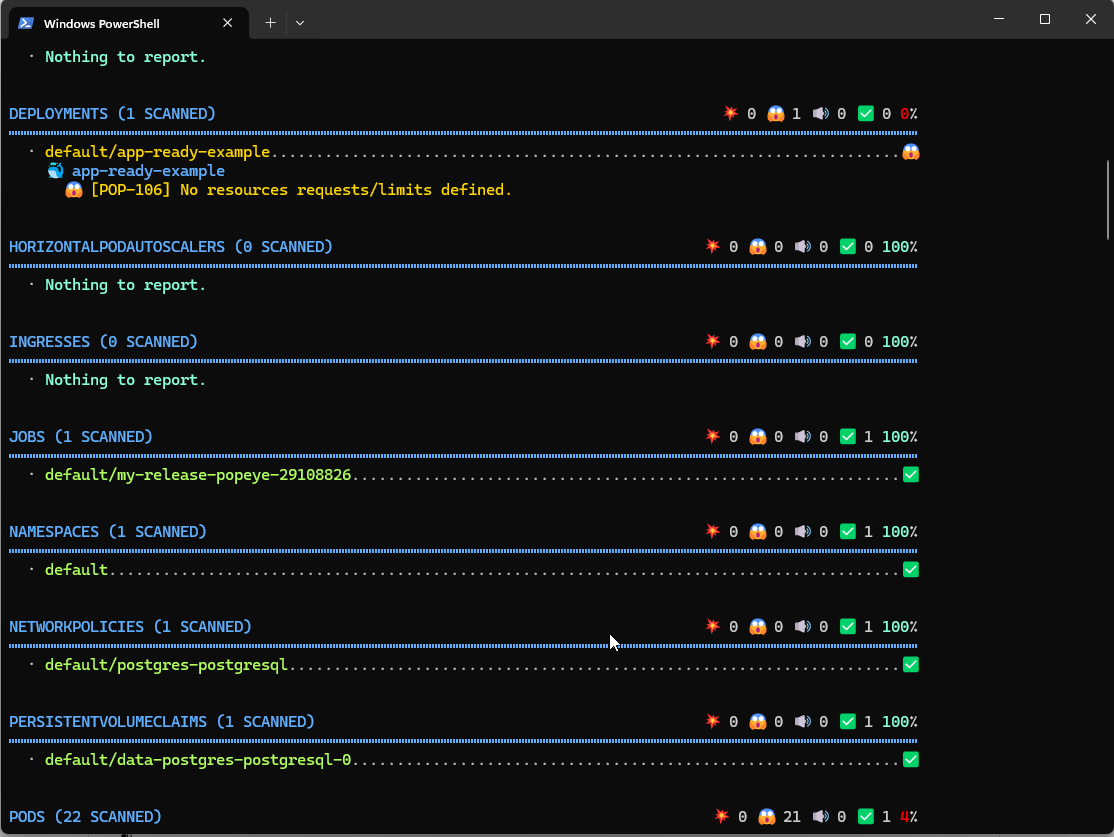 Windows PowerShell
· Nothing to report.
DEPLOYMENTS (1 SCANNED) 💥 0 😱 1 🔊 0 ✅ 0 0%
· default/app-ready-example......................................................................😱
🐳 app-ready-example
😱 [POP-106] No resources requests/limits defined.
HORIZONTALPODAUTOSCALERS (0 SCANNED) 💥 0 😱 0 🔊 0 ✅ 0 100%
· Nothing to report.
INGRESSES (0 SCANNED) 💥 0 😱 0 🔊 0 ✅ 0 100%
· Nothing to report.
JOBS (1 SCANNED) 💥 0 😱 0 🔊 0 ✅ 1 100%
· default/my-release-popeye-29108826.............................................................✅
NAMESPACES (1 SCANNED) 💥 0 😱 0 🔊 0 ✅ 1 100%
· default........................................................................................✅
NETWORKPOLICIES (1 SCANNED) 💥 0 😱 0 🔊 0 ✅ 1 100%
· default/postgres-postgresql....................................................................✅
PERSISTENTVOLUMECLAIMS (1 SCANNED) 💥 0 😱 0 🔊 0 ✅ 1 100%
· default/data-postgres-postgresql-0.............................................................✅
PODS (22 SCANNED) 💥 0 😱 21 🔊 0 ✅ 1 4%